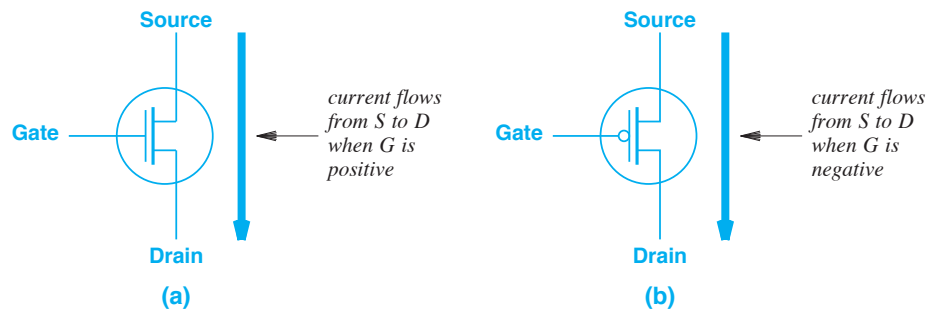 Source
Gate
current flows
from S to D
when G is
positive
Drain
(a)
Source
Gate
current flows
from S to D
when G is
negative
Drain
(b)